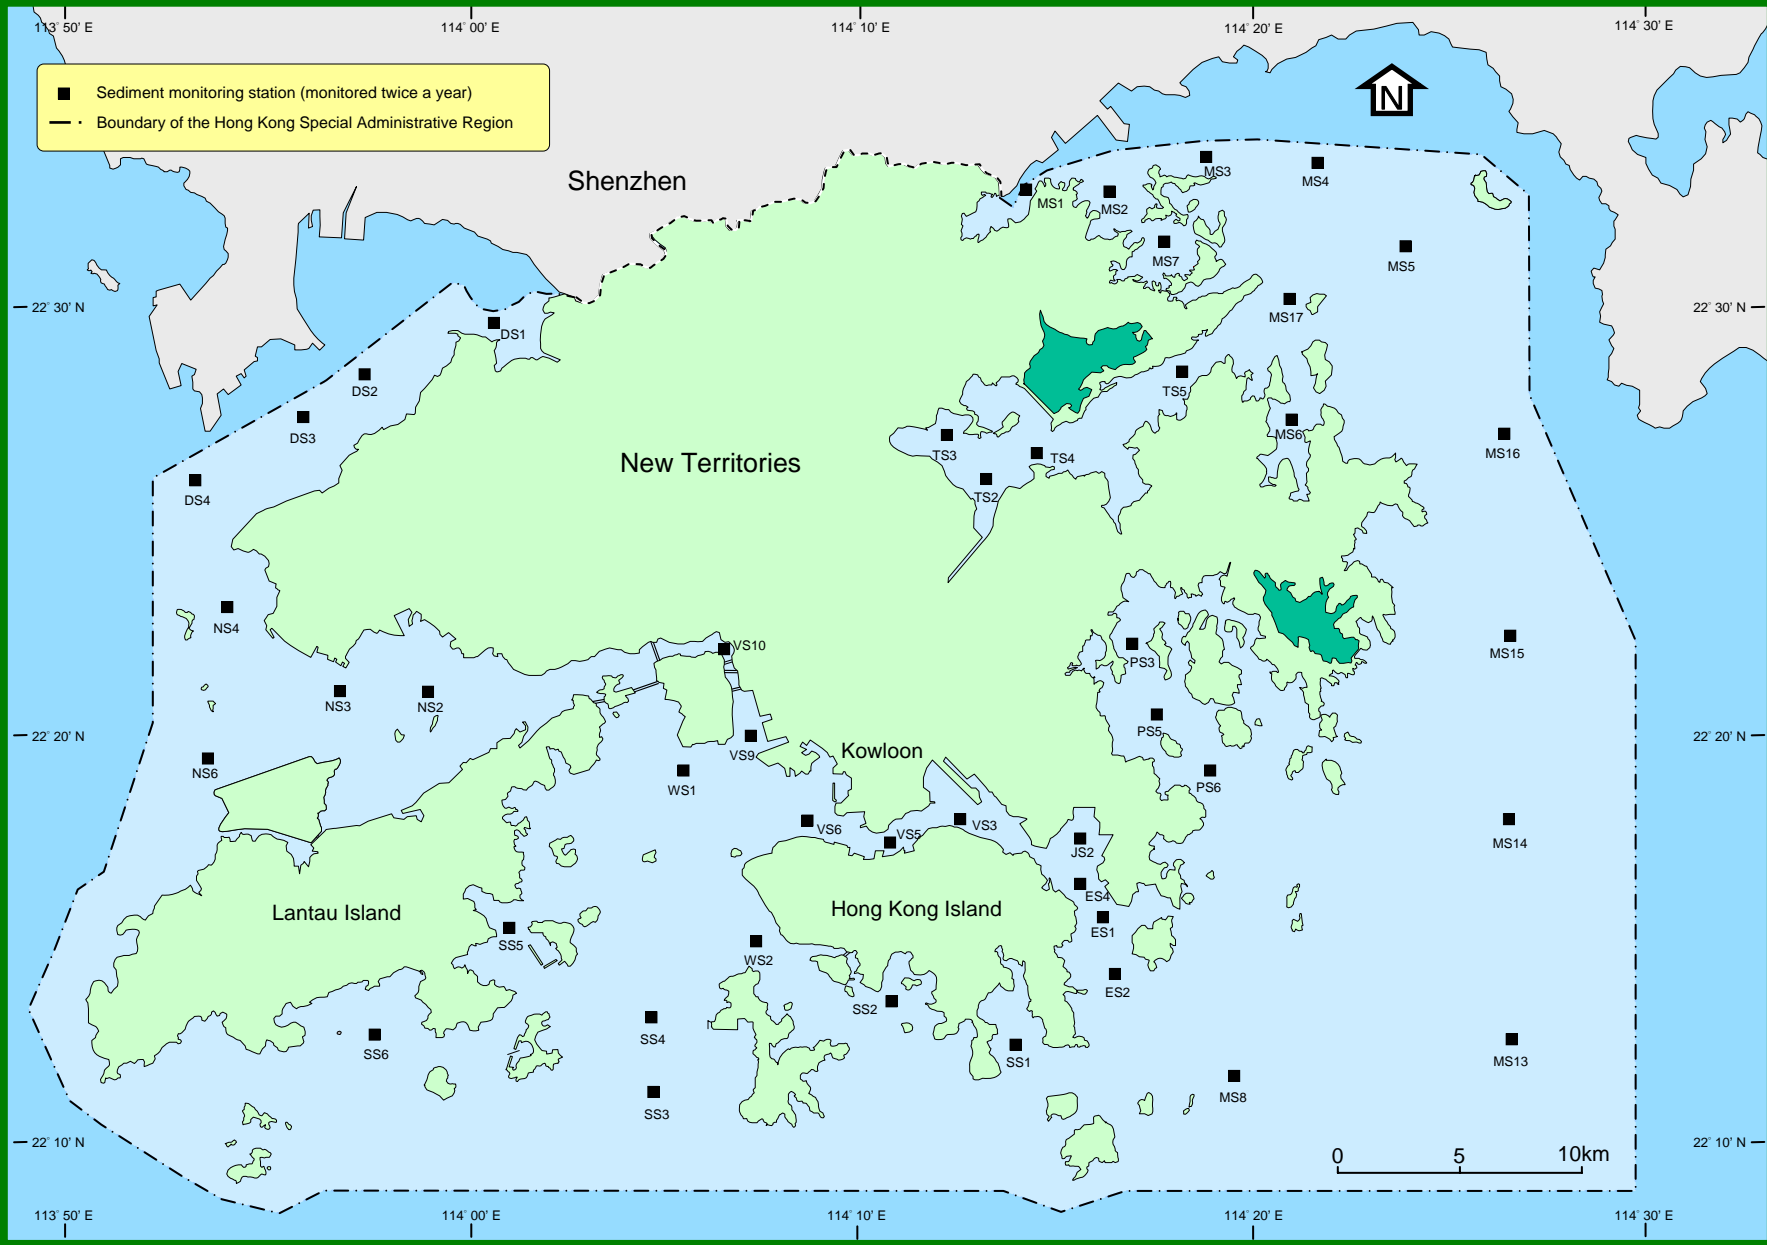 113° 50' E
114° 00' E
114° 10' E
114° 20' E
114° 30' E
Sediment monitoring station (monitored twice a year)
Boundary of the Hong Kong Special Administrative Region
N
Shenzhen
MS3
MS4
MS1
MS2
MS7
MS5
22° 30' N
22° 30' N
MS17
DS1
DS2
TS5
DS3
MS6
TS3
TS4
MS16
New Territories
DS4
TS2
NS4
VS10
PS3
MS15
NS3
NS2
PS5
22° 20' N
22° 20' N
Kowloon
VS9
NS6
WS1
PS6
VS6
VS5
VS3
JS2
MS14
ES4
Lantau Island
Hong Kong Island
SS5
ES1
WS2
ES2
SS2
SS4
SS6
SS1
MS13
MS8
SS3
22° 10' N
22° 10' N
0 5 10km
113° 50' E
114° 00' E
114° 10' E
114° 20' E
114° 30' E